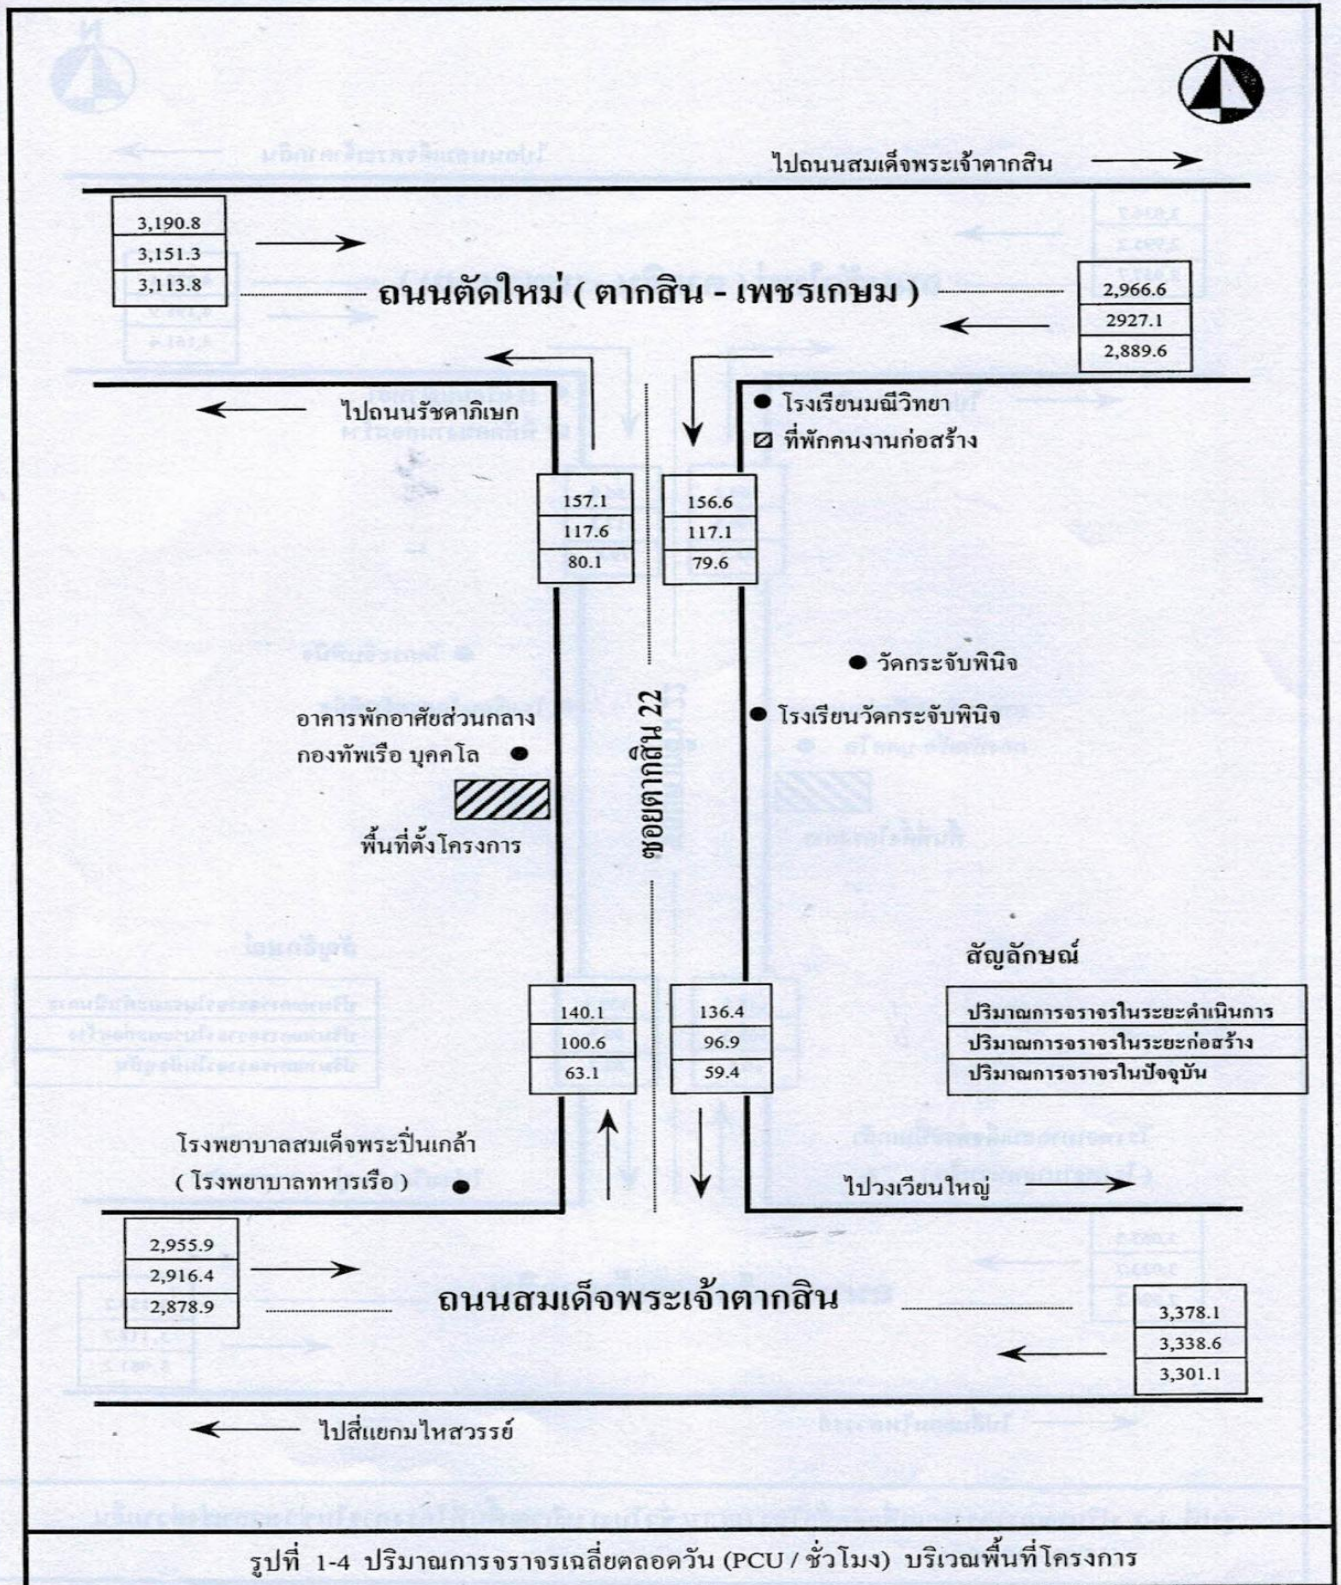 N
ไปถนนสมเด็จพระเจ้าตากสิน
3,190.8
3,151.3
3,113.8
ถนนตัดใหม่ ( ตากสิน - เพชรเกษม )
2,966.6
2927.1
2,889.6
ไปถนนรัชดาภิเษก
โรงเรียนมณีวิทยา
ที่พักคนงานก่อสร้าง
157.1
117.6
80.1
156.6
117.1
79.6
วัดกระจับพินิจ
โรงเรียนวัดกระจับพินิจ
อาคารพักอาศัยส่วนกลาง
กองทัพเรือ บุคคโล
พื้นที่ตั้งโครงการ
ซอยตากสิน 22
สัญลักษณ์
ปริมาณการจราจรในระยะดำเนินการ
ปริมาณการจราจรในระยะก่อสร้าง
ปริมาณการจราจรในปัจจุบัน
140.1
100.6
63.1
136.4
96.9
59.4
โรงพยาบาลสมเด็จพระปิ่นเกล้า
( โรงพยาบาลทหารเรือ )
ไปวงเวียนใหญ่
2,955.9
2,916.4
2,878.9
ถนนสมเด็จพระเจ้าตากสิน
3,378.1
3,338.6
3,301.1
ไปสี่แยกมไหสวรรย์
รูปที่ 1-4 ปริมาณการจราจรเฉลี่ยตลอดวัน (PCU / ชั่วโมง) บริเวณพื้นที่โครงการ